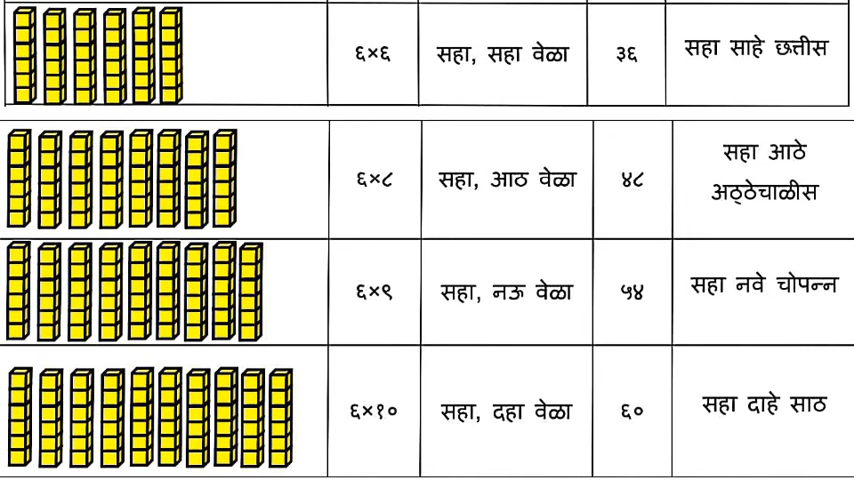 ६×६ सहा, सहा वेळा ३६ सहा साहे छत्तीस
६×८ सहा, आठ वेळा ४८ सहा आठे
अठ्ठेचाळीस
६×९ सहा, नऊ वेळा ५४ सहा नवे चोपन्न
६×१० सहा, दहा वेळा ६० सहा दाहे साठ